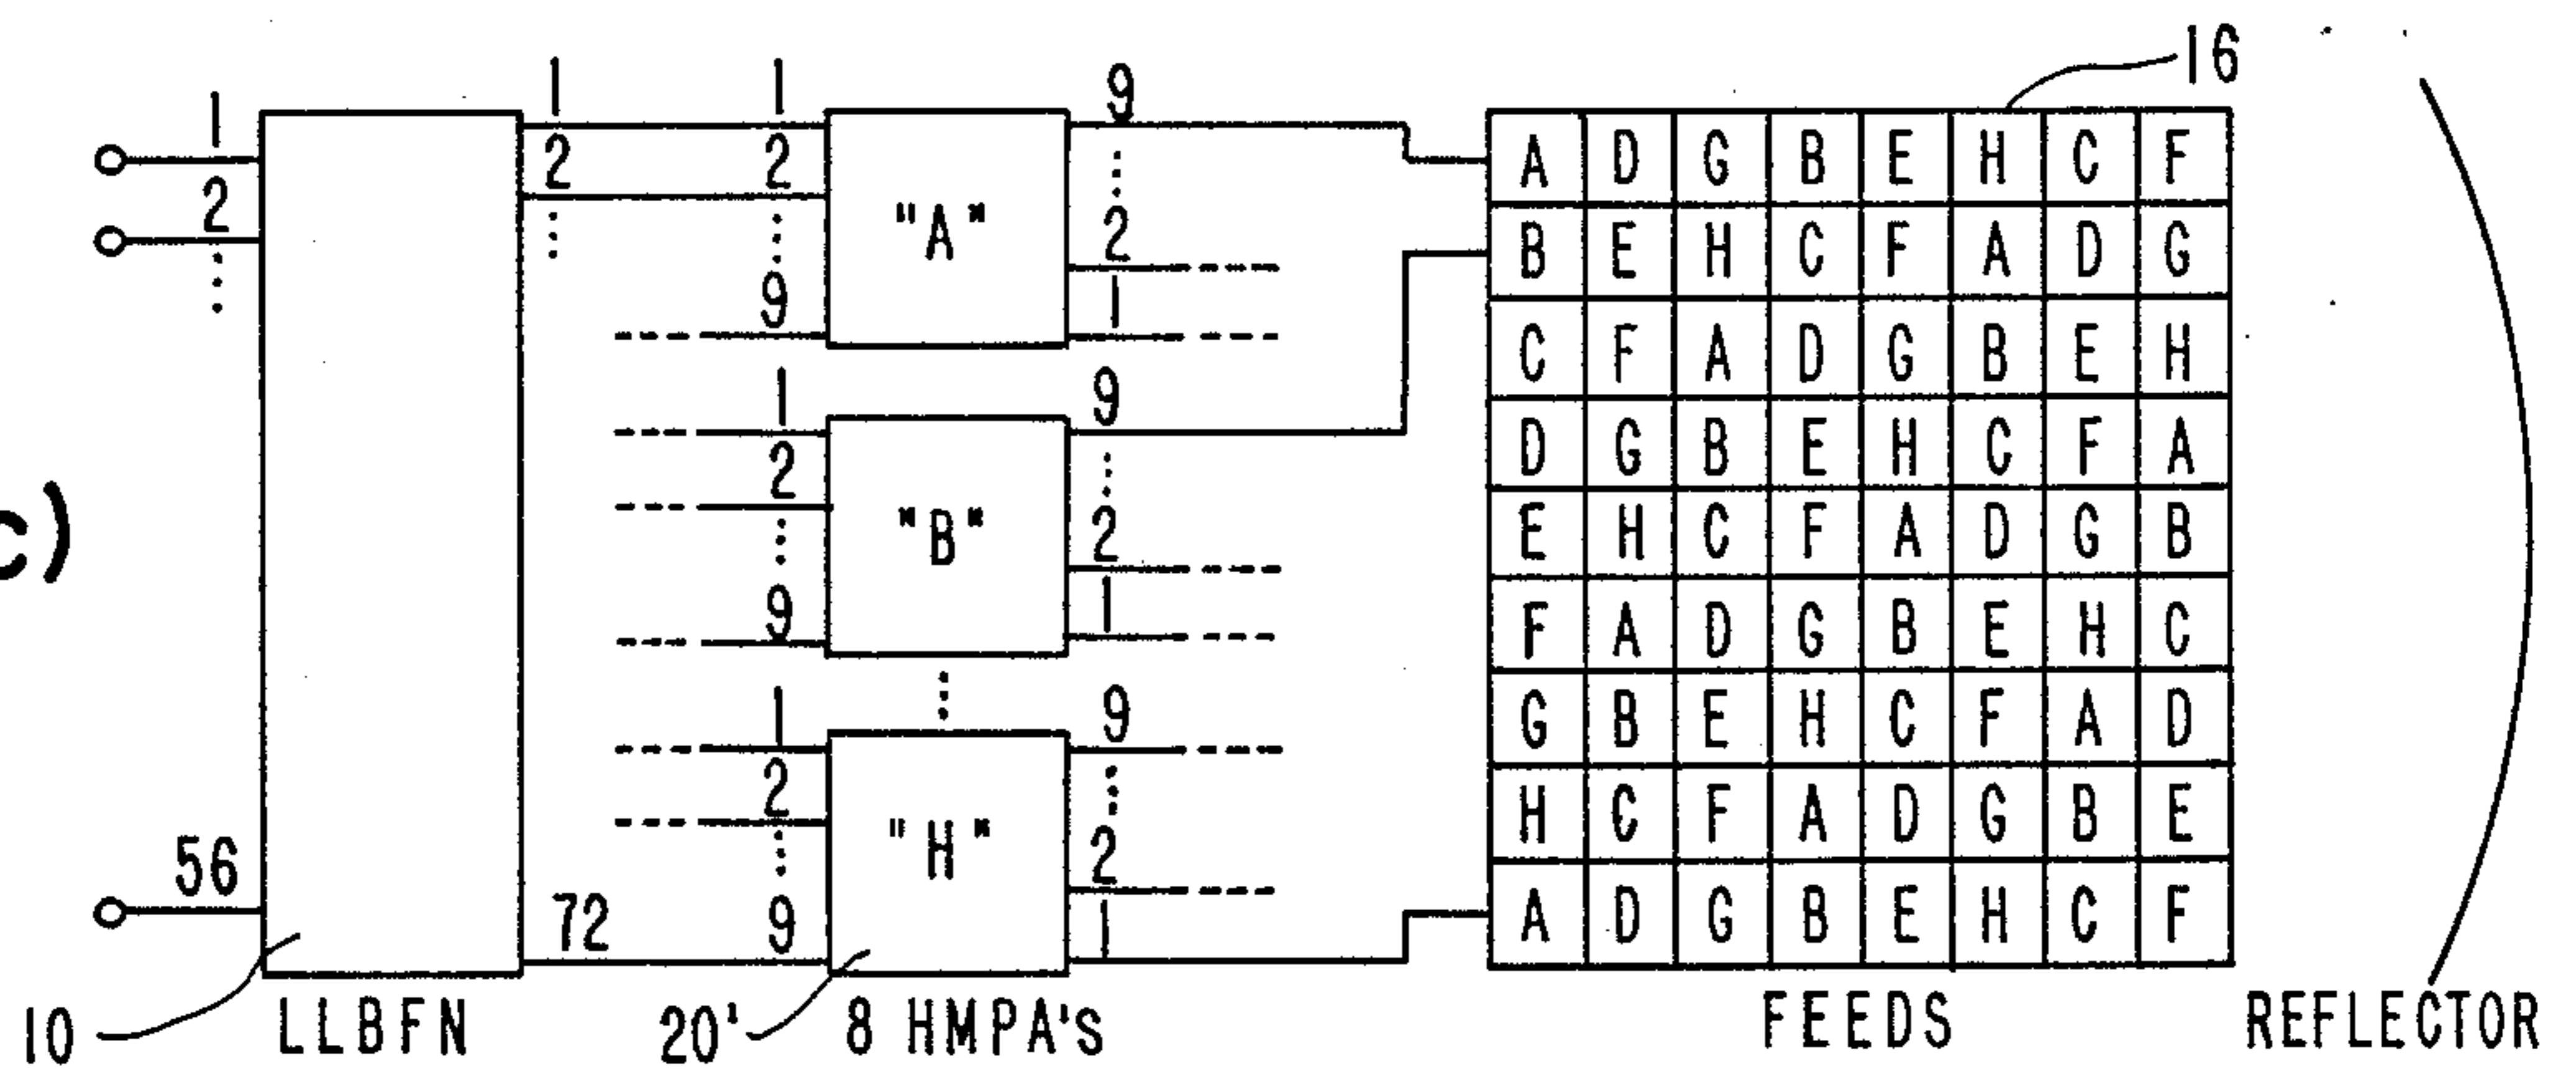 16
1 1 1 9
2 2 2
"A" 2
9 1
A D G B E H C F
B E H C F A D G
C F A D G B E H
D G B E H C F A
E H C F A D G B
F A D G B E H C
G B E H C F A D
H C F A D G B E
A D G B E H C F
c)
1 9
2 "B" 2
9 1
1 9
2 "H" 2
56 72 9 1
10 LLBFN 20' 8 HMPA's FEEDS REFLECTOR